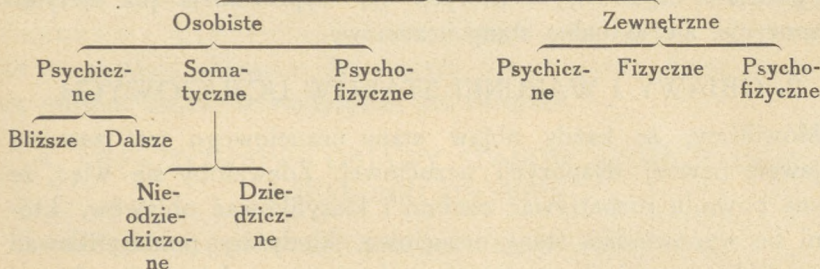 Osobiste Zewnętrzne
Psychicz- Soma- Psycho- Psychicz- Fizyczne Psycho-
ne tyczne fizyczne ne fizyczne
Bliższe Dalsze
Nie- Dzie-
odzie- dzicz-
dziczo- ne
ne